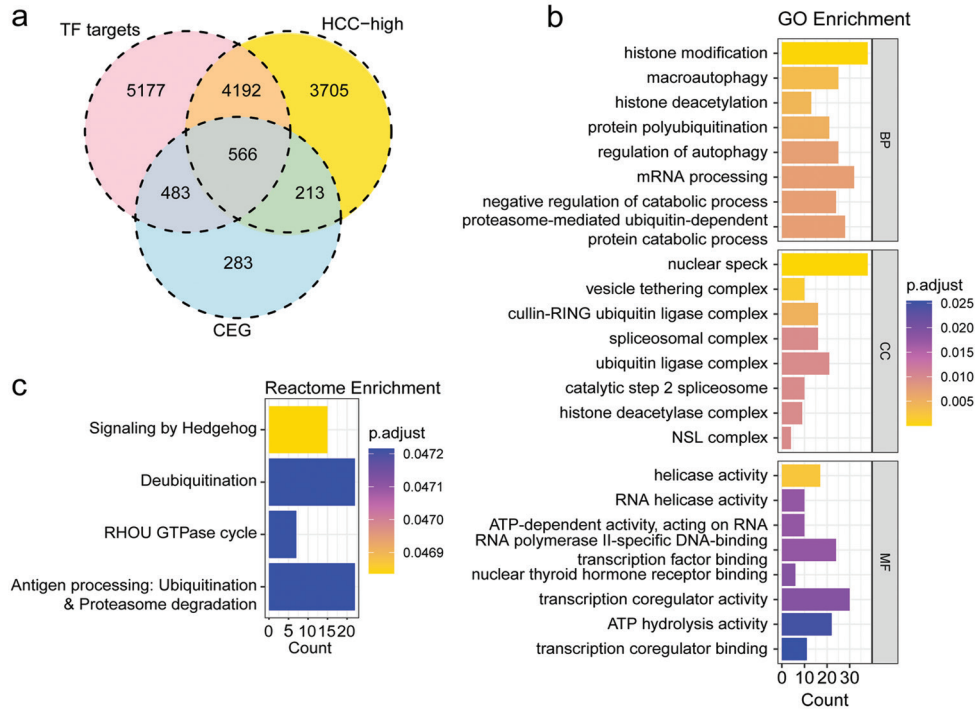 a
TF targets
HCC-high
5177
4192
3705
566
483
213
283
CEG
b
GO Enrichment
histone modification
macroautophagy
histone deacetylation
protein polyubiquitination
regulation of autophagy
mRNA processing
negative regulation of catabolic process
proteasome-mediated ubiquitin-dependent
protein catabolic process
BP
nuclear speck
vesicle tethering complex
cullin-RING ubiquitin ligase complex
spliceosomal complex
ubiquitin ligase complex
catalytic step 2 spliceosome
histone deacetylase complex
NSL complex
CC
helicase activity
RNA helicase activity
ATP-dependent activity, acting on RNA
RNA polymerase II-specific DNA-binding
transcription factor binding
nuclear thyroid hormone receptor binding
transcription coregulator activity
ATP hydrolysis activity
transcription coregulator binding
MF
0 10 20 30
Count
p.adjust
0.025
0.020
0.015
0.010
0.005
c
Reactome Enrichment
Signaling by Hedgehog
Deubiquitination
RHOU GTPase cycle
Antigen processing: Ubiquitination
& Proteasome degradation
0 5 10 15 20
Count
p.adjust
0.0472
0.0471
0.0470
0.0469